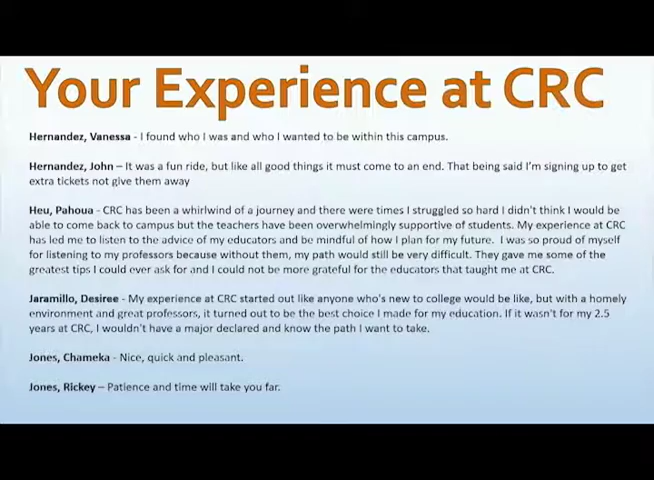 Your Experience at CRC
Hernandez, Vanessa - I found who I was and who I wanted to be within this campus.
Hernandez, John – It was a fun ride, but like all good things it must come to an end. That being said I'm signing up to get
extra tickets not give them away
Heu, Pahoua - CRC has been a whirlwind of a journey and there were times I struggled so hard I didn't think I would be
able to come back to campus but the teachers have been overwhelmingly supportive of students. My experience at CRC
has led me to listen to the advice of my educators and be mindful of how I plan for my future.  I was so proud of myself
for listening to my professors because without them, my path would still be very difficult. They gave me some of the
greatest tips I could ever ask for and I could not be more grateful for the educators that taught me at CRC.
Jaramillo, Desiree - My experience at CRC started out like anyone who's new to college would be like, but with a homely
environment and great professors, it turned out to be the best choice I made for my education. If it wasn't for my 2.5
years at CRC, I wouldn't have a major declared and know the path I want to take.
Jones, Chameka - Nice, quick and pleasant.
Jones, Rickey – Patience and time will take you far.